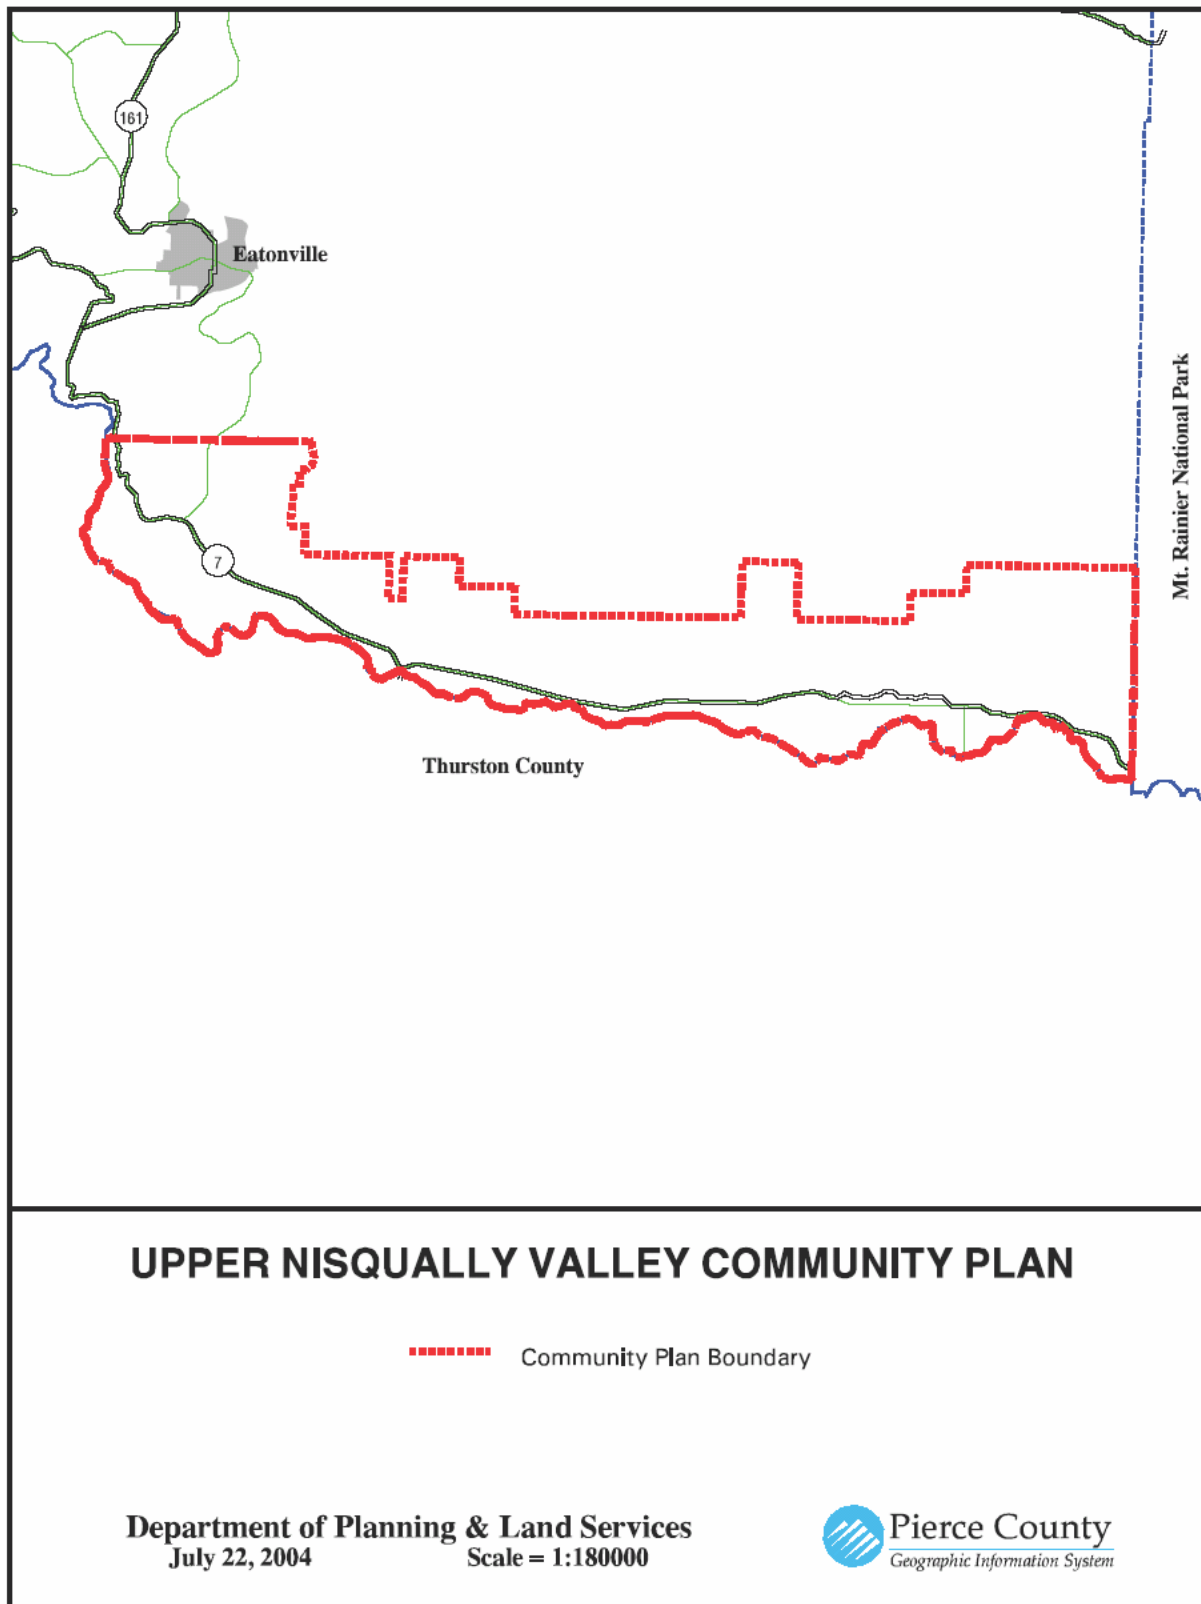 161
Eatonville
Mt. Rainier National Park
7
Thurston County
UPPER NISQUALLY VALLEY COMMUNITY PLAN
Community Plan Boundary
Department of Planning & Land Services
July 22, 2004 Scale = 1:180000
Pierce County
Geographic Information System